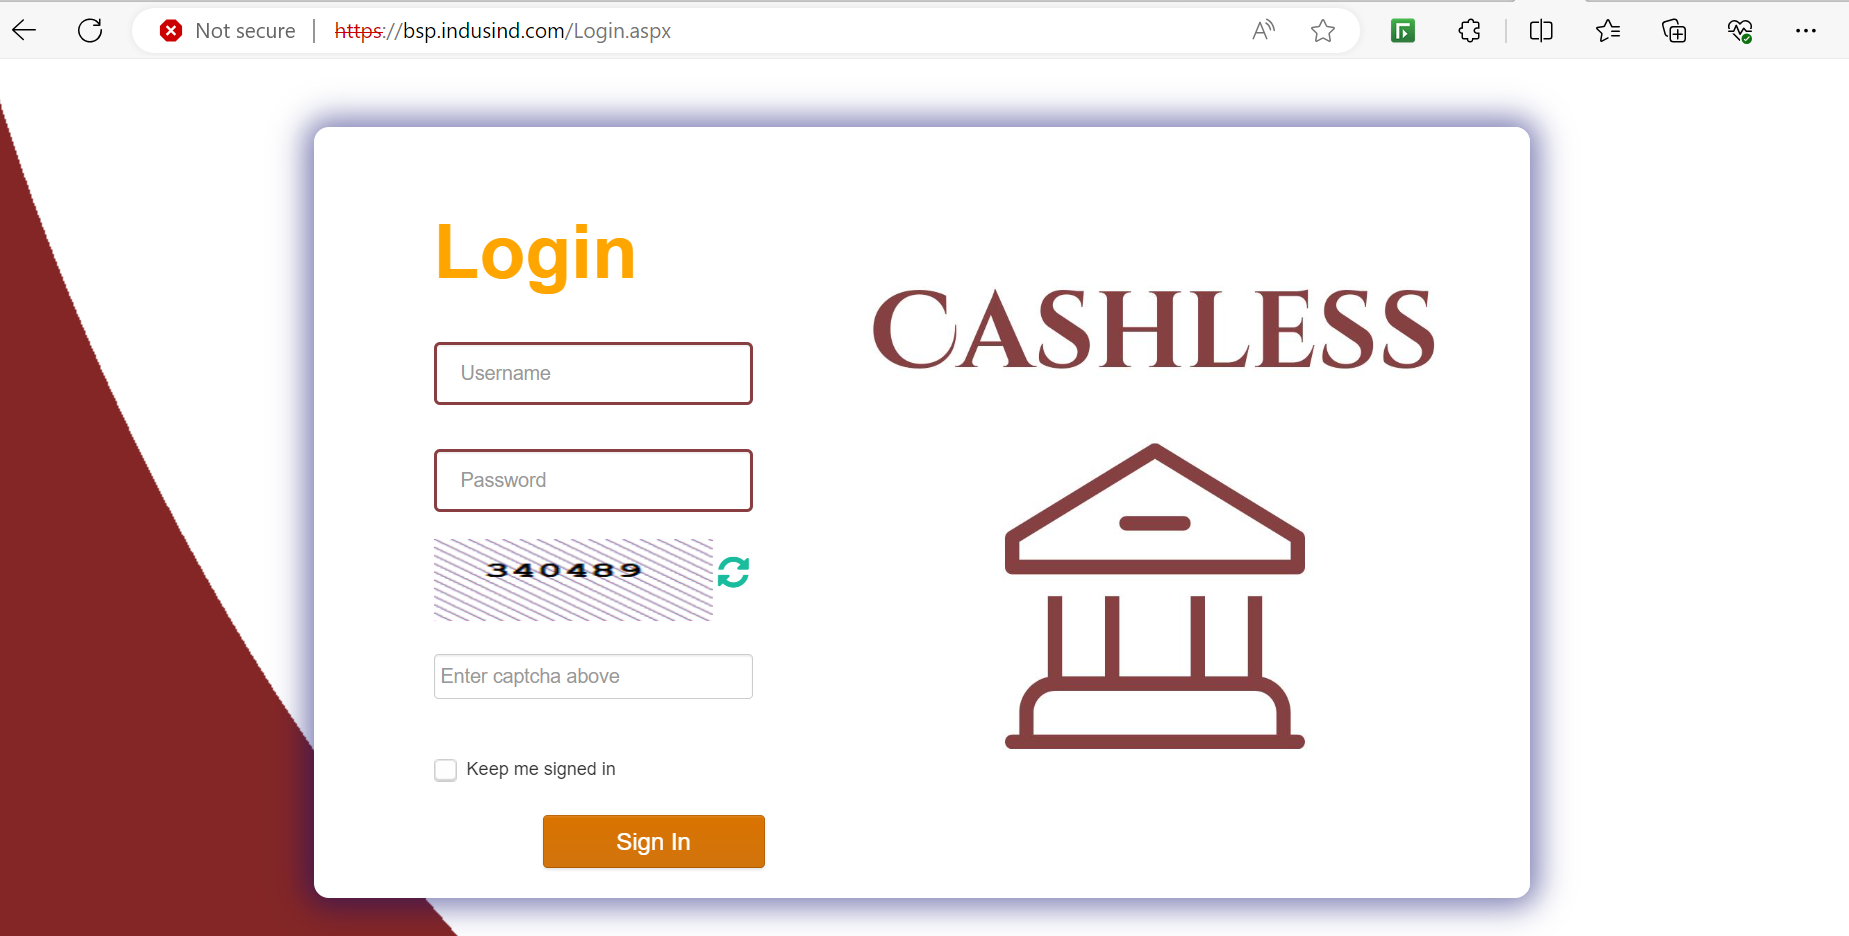 Not secure | https://bsp.indusind.com/Login.aspx
Login
Username
Password
340489
Enter captcha above
Keep me signed in
Sign In
CASHLESS